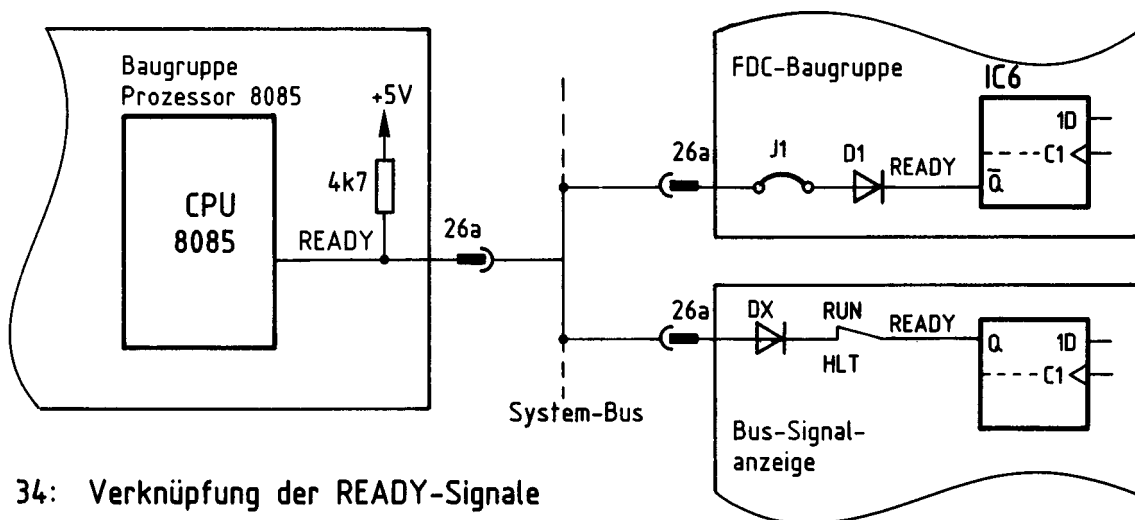 Baugruppe
Prozessor 8085
+5V
4k7
CPU
8085
READY
26a
System-Bus
FDC-Baugruppe
IC6
26a
J1
D1
READY
1D
C1
Q̅
26a
DX
RUN
HLT
READY
Q
1D
C1
Bus-Signal-
anzeige
34: Verknüpfung der READY-Signale